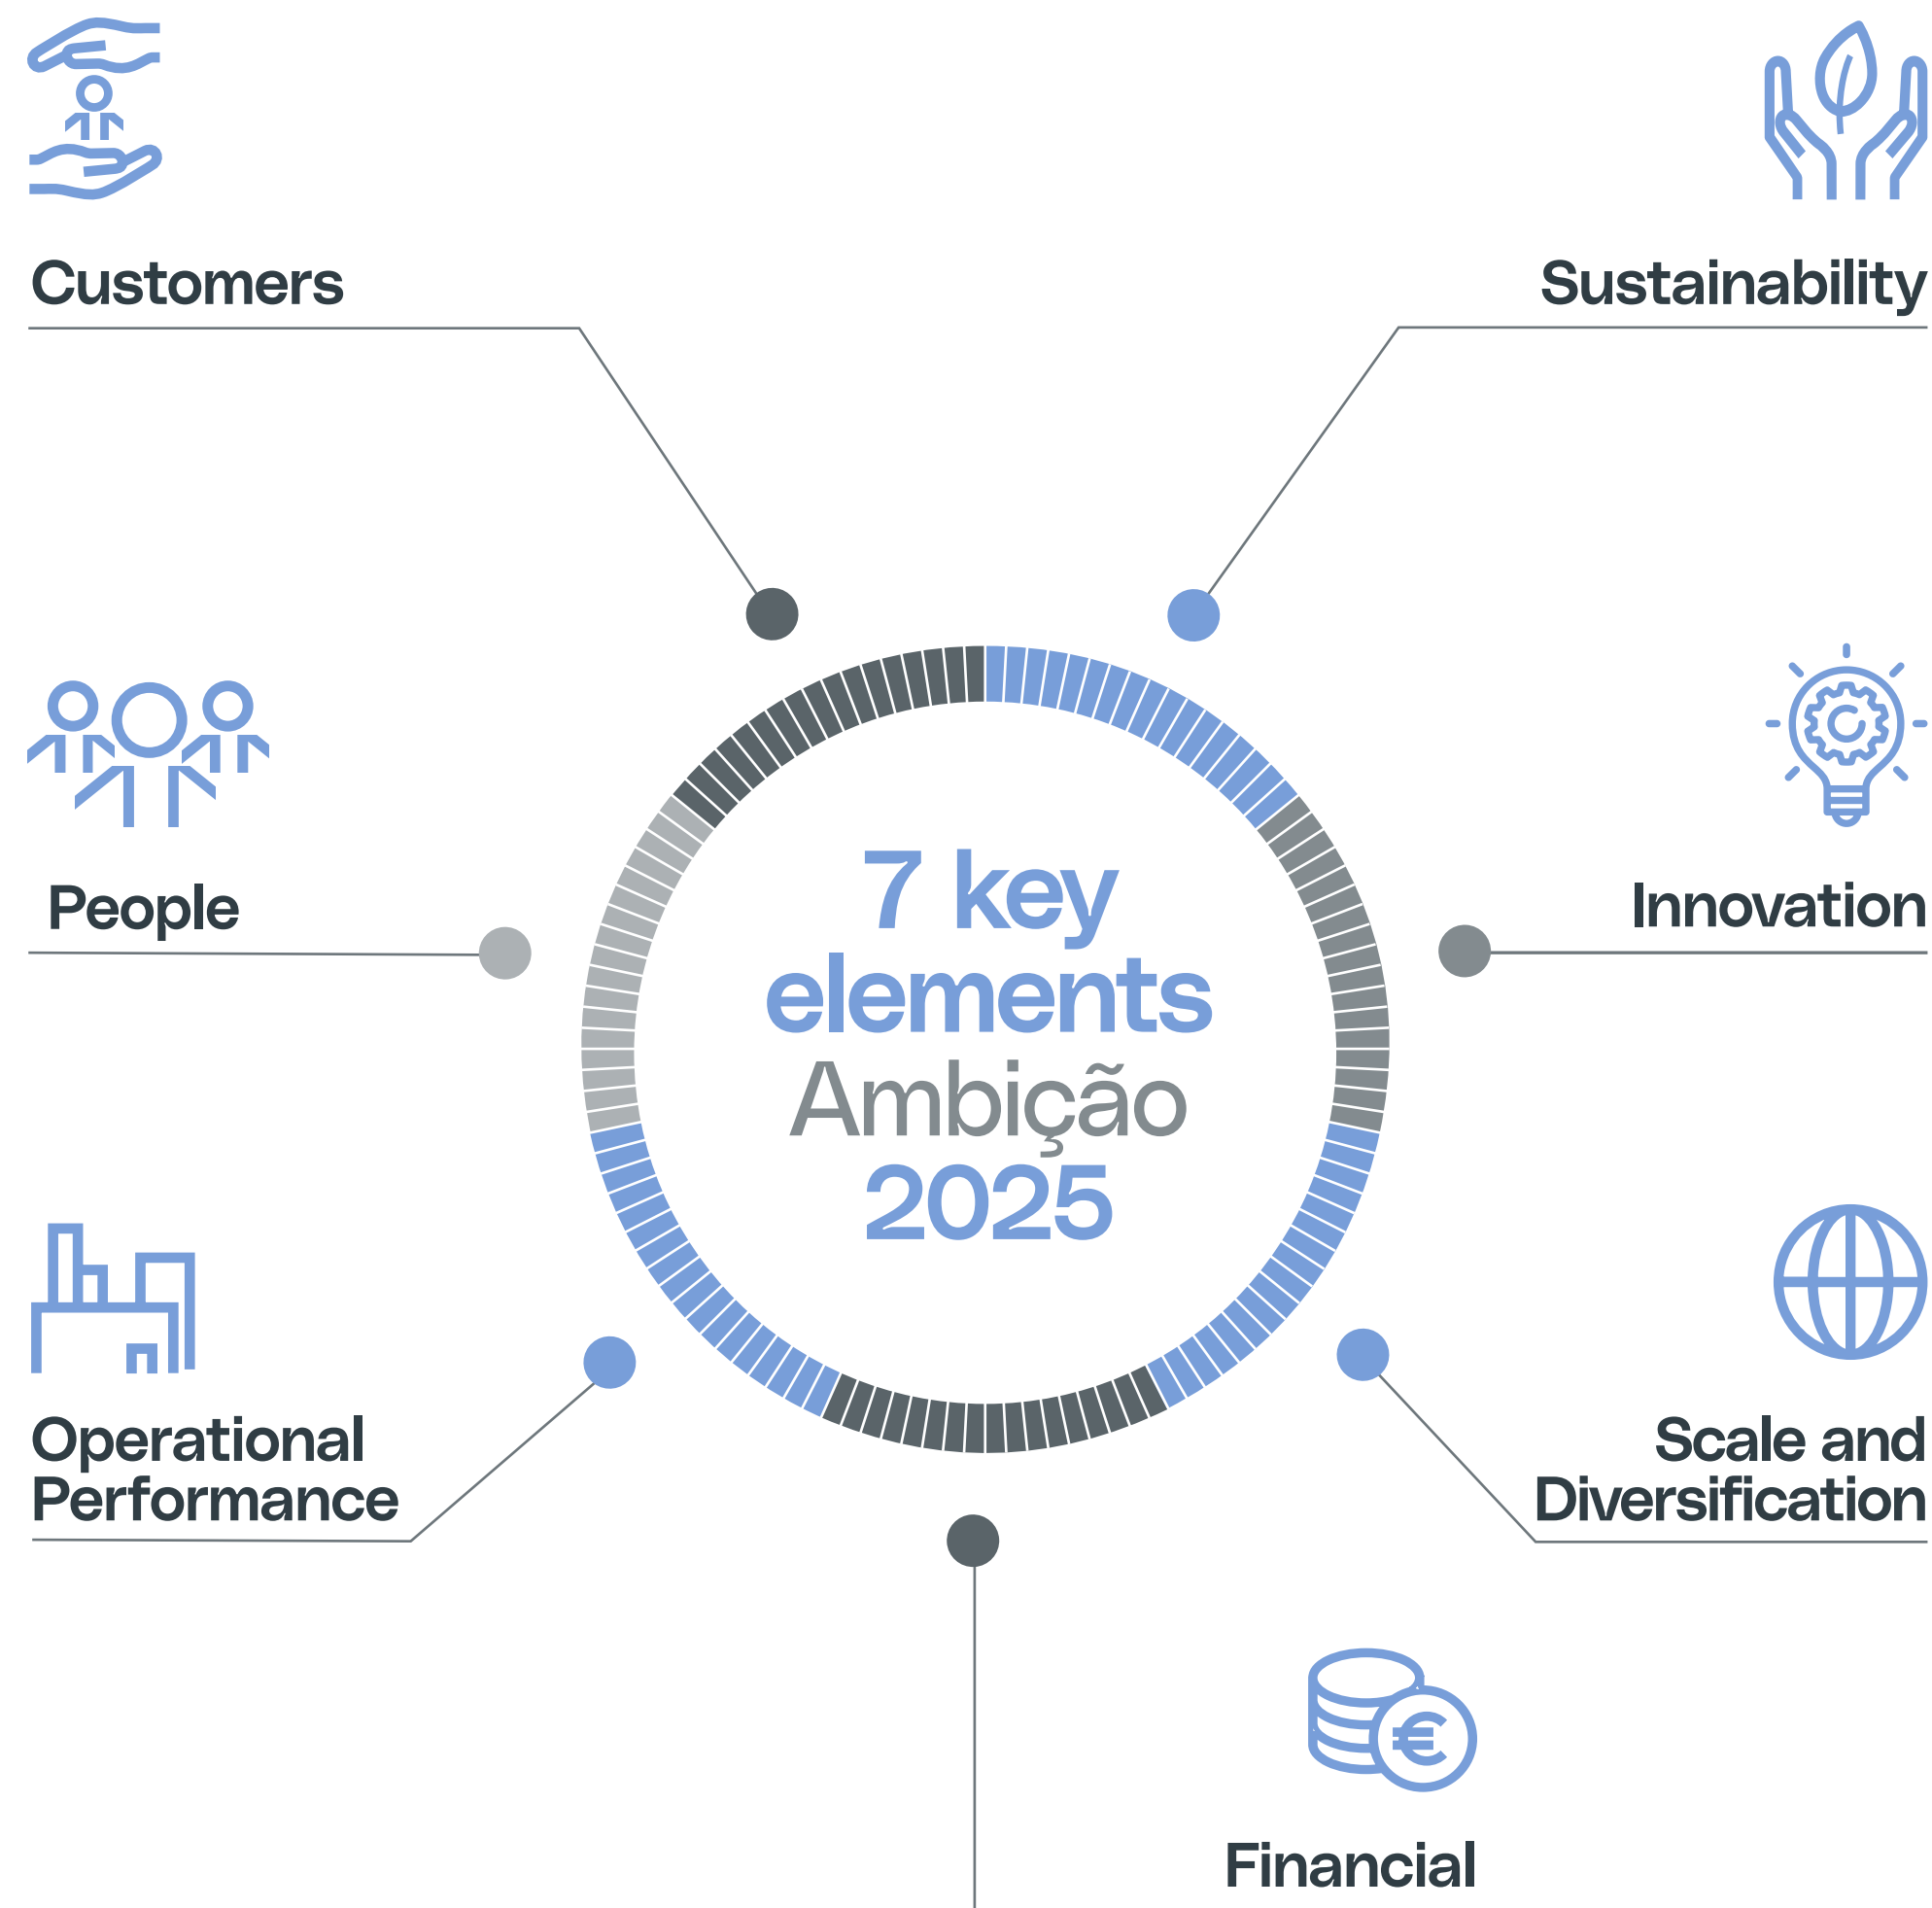 Customers
Sustainability
People
Innovation
7 key
elements
Ambição
2025
Operational
Performance
Scale and
Diversification
€
Financial